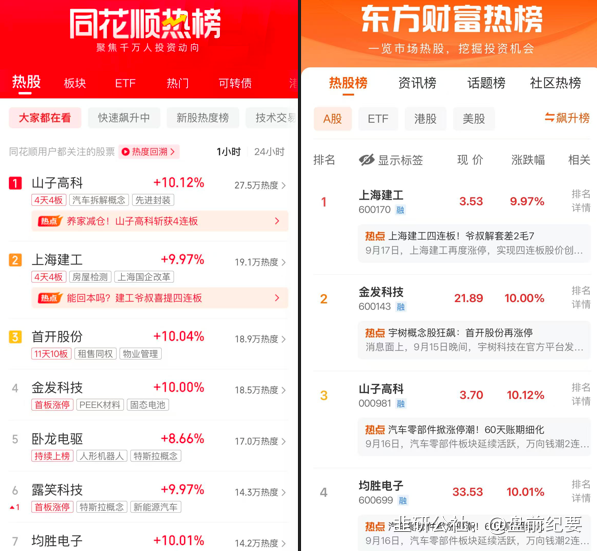 同花顺热榜
聚焦千万人投资动向
热股 板块 ETF 热门 可转债
大家都在看 快速飙升中 新股热度榜 技术交易
同花顺用户都关注的股票 热度回溯 > 1小时 24小时
1 山子高科 +10.12% 27.5万热度 >
4天4板 汽车拆解概念 先进封装
热点 养家减仓！山子高科斩获4连板 >
2 上海建工 +9.97% 19.1万热度 >
4天4板 房屋检测 上海国企改革
热点 能回本吗？建工爷叔喜提四连板 >
3 首开股份 +10.04% 18.9万热度 >
11天10板 租售同权 物业管理
4 金发科技 +10.00% 18.5万热度 >
首板涨停 PEEK材料 固态电池
5 卧龙电驱 +8.66% 17.0万热度 >
持续上榜 人形机器人 特斯拉概念
6 露笑科技 +9.97% 14.3万热度 >
1 首板涨停 特斯拉概念 新能源汽车
7 均胜电子 +10.01% 14.2万热度 >
东方财富热榜
一览市场热股，挖掘投资机会
热股榜 资讯榜 话题榜 社区热榜
A股 ETF 港股 美股 飙升榜
排名 显示标签 现价 涨跌幅 相关
1 上海建工 3.53 9.97% 排名
600170 融 详情
热点 上海建工四连板！爷叔解套差2毛7
9月17日，上海建工再度涨停，实现四连板股价创...
2 金发科技 21.89 10.00% 排名
600143 融 详情
热点 宇树概念股狂飙：首开股份再涨停
消息面上，9月15日晚间，宇树科技在官方平台发...
3 山子高科 3.70 10.12% 排名
000981 融 详情
热点 汽车零部件掀涨停潮！60天账期细化
9月16日，汽车零部件板块延续活跃，万向钱潮2连...
4 均胜电子 33.53 10.01% 排名
600699 融 详情
热点 汽车零部件掀涨停潮！60天账期细化
9月16日，汽车零部件板块延续活跃，万向钱潮2连...
@盘前纪要